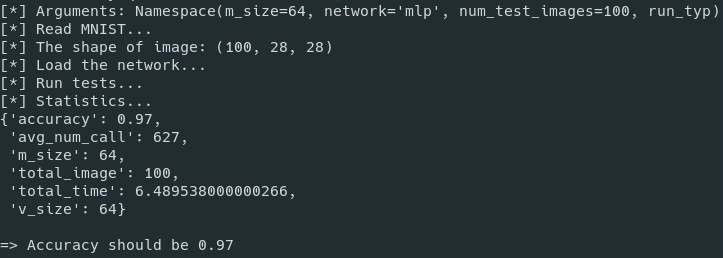 [*] Arguments: Namespace(m_size=64, network='mlp', num_test_images=100, run_typ)
[*] Read MNIST...
[*] The shape of image: (100, 28, 28)
[*] Load the network...
[*] Run tests...
[*] Statistics...
{'accuracy': 0.97,
 'avg_num_call': 627,
 'm_size': 64,
 'total_image': 100,
 'total_time': 6.489538000000266,
 'v_size': 64}
=> Accuracy should be 0.97